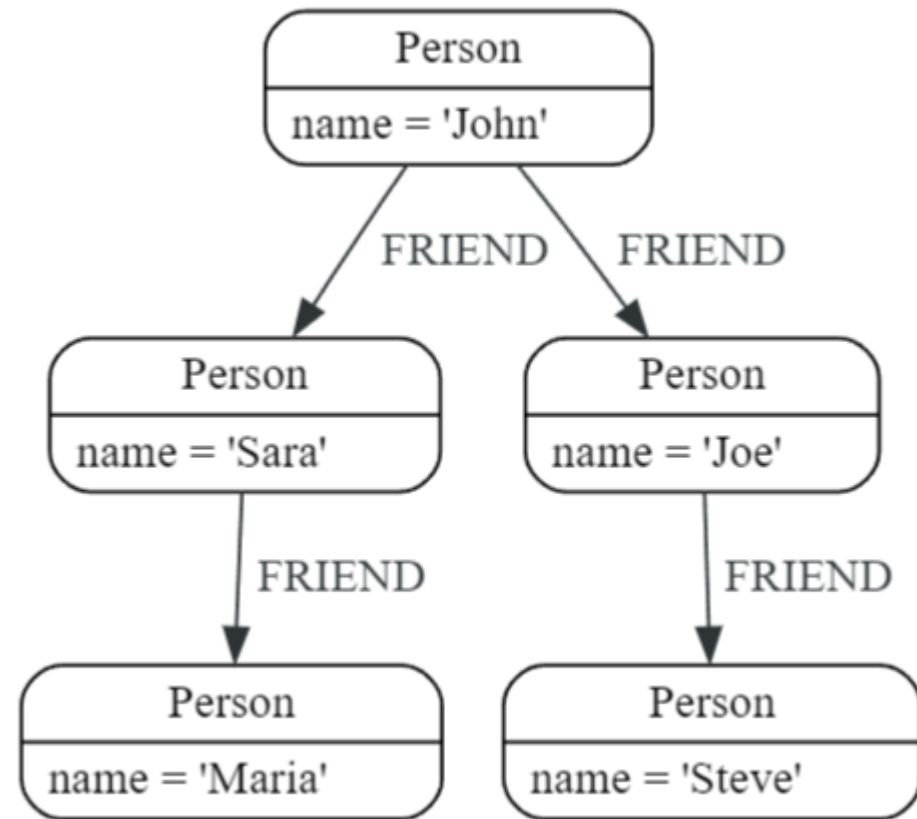 Person
name = 'John'
FRIEND
FRIEND
Person
name = 'Sara'
Person
name = 'Joe'
FRIEND
FRIEND
Person
name = 'Maria'
Person
name = 'Steve'